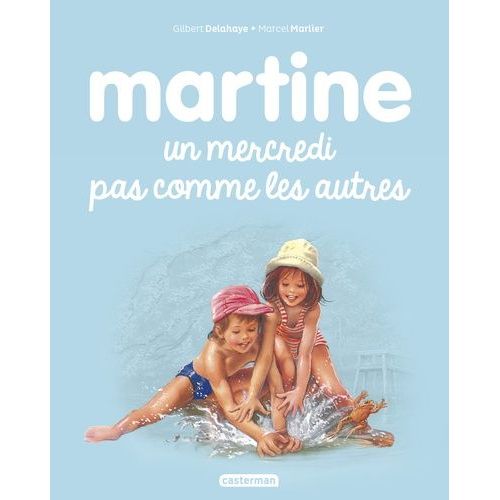 Gilbert Delahaye • Marcel Marlier
martine
un mercredi
pas comme les autres
casterman